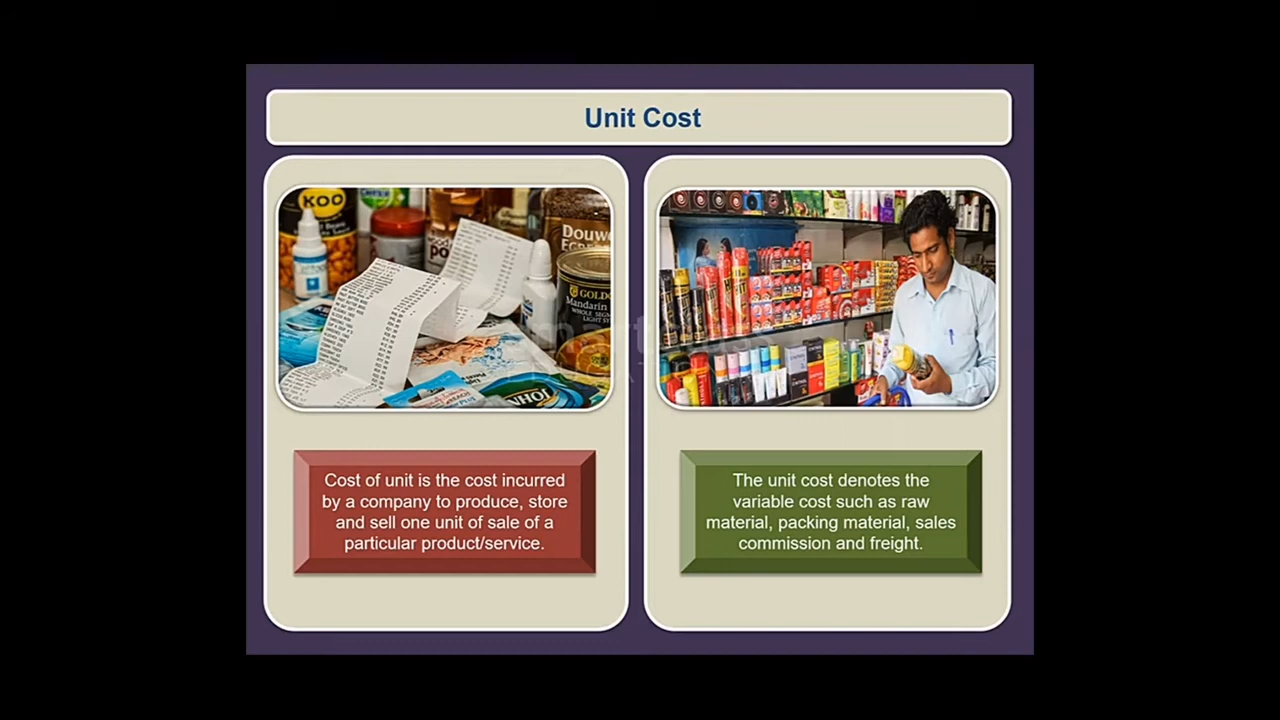 Unit Cost
KOO
Douwe
GOLD
Mandarin
Cost of unit is the cost incurred
by a company to produce, store
and sell one unit of sale of a
particular product/service.
The unit cost denotes the
variable cost such as raw
material, packing material, sales
commission and freight.